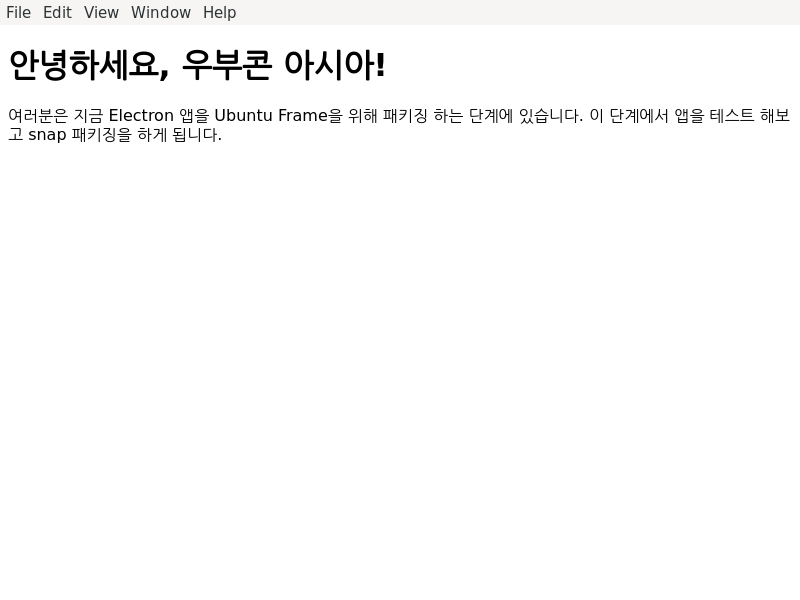 File Edit View Window Help
안녕하세요, 우부콘 아시아!
여러분은 지금 Electron 앱을 Ubuntu Frame을 위해 패키징 하는 단계에 있습니다. 이 단계에서 앱을 테스트 해보
고 snap 패키징을 하게 됩니다.